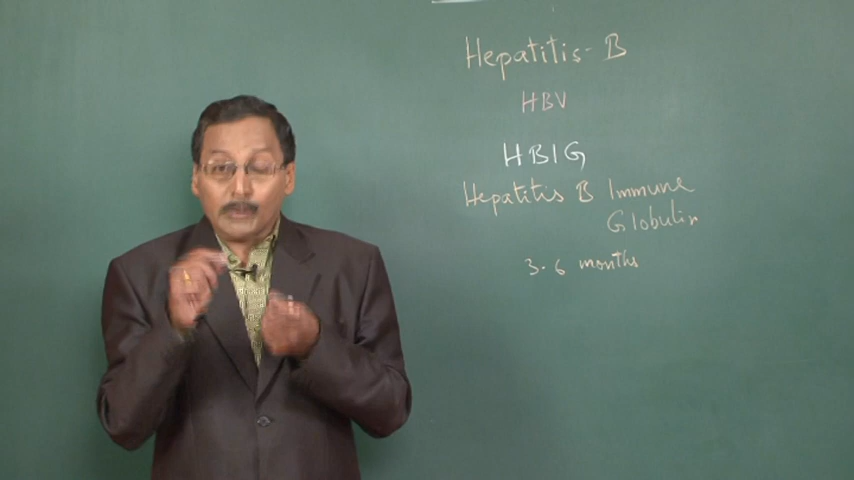 Hepatitis-B
HBV
HBIG
Hepatitis B Immune
Globulin
3-6 months